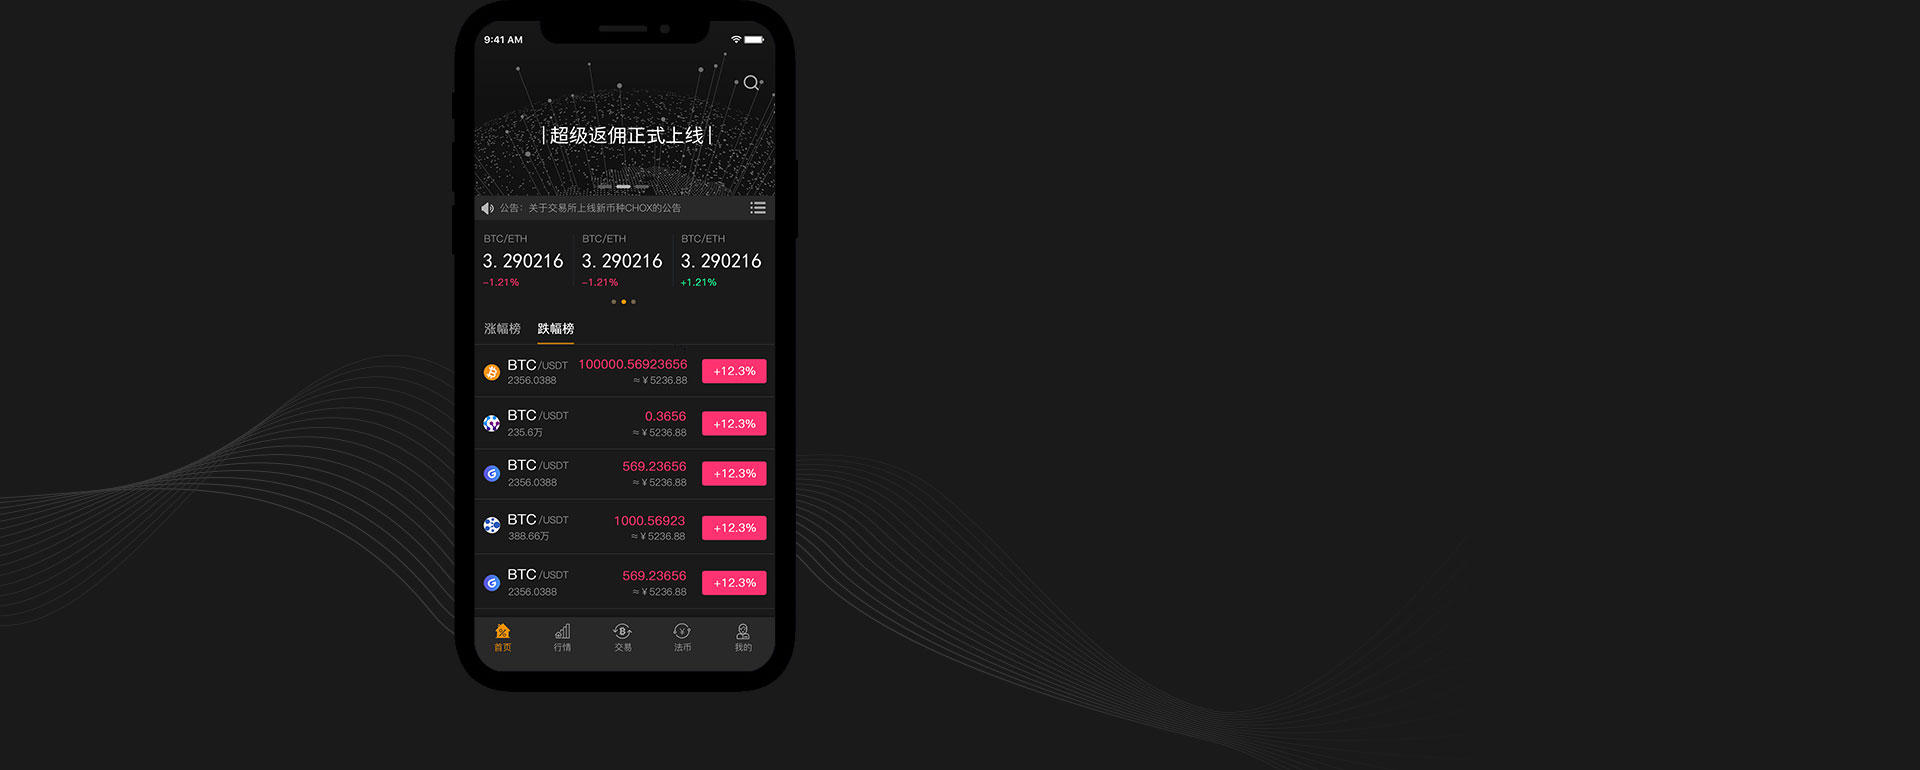 9:41 AM
超级返佣正式上线
公告：关于交易所上线新币种CHOX的公告
BTC/ETH BTC/ETH BTC/ETH
3.290216 3.290216 3.290216
-1.21% -1.21% +1.21%
涨幅榜 跌幅榜
BTC/USDT 100000.56923656 +12.3%
2356.0388 ≈¥5236.88
BTC/USDT 0.3656 +12.3%
235.6万 ≈¥5236.88
BTC/USDT 569.23656 +12.3%
2356.0388 ≈¥5236.88
BTC/USDT 1000.56923 +12.3%
388.66万 ≈¥5236.88
BTC/USDT 569.23656 +12.3%
2356.0388 ≈¥5236.88
首页 行情 交易 法币 我的